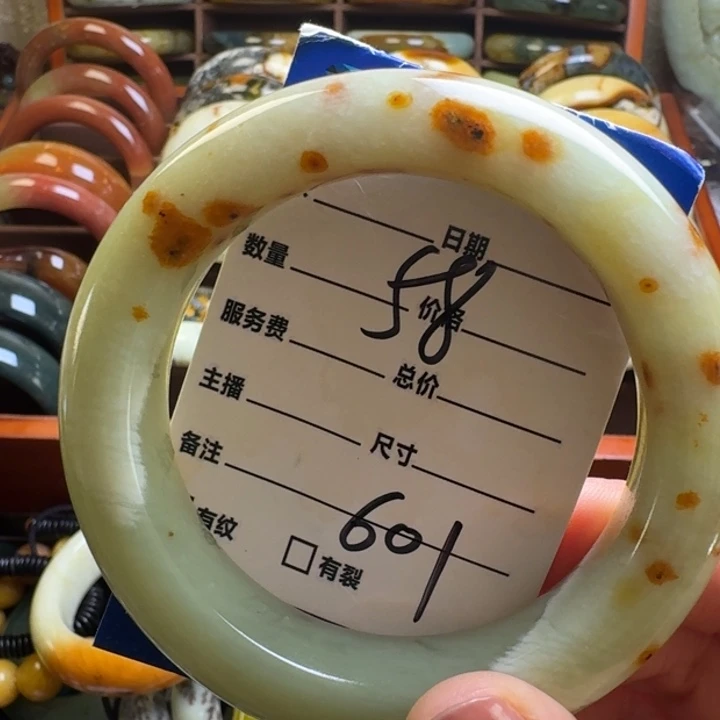 日期
数量 58 价格
服务费 总价
主播 尺寸
备注 601
有纹 □有裂